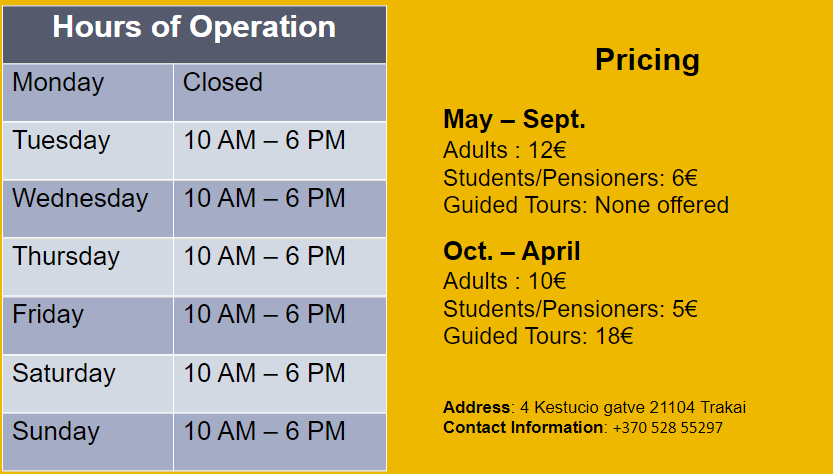 Hours of Operation
Monday Closed
Tuesday 10 AM – 6 PM
Wednesday 10 AM – 6 PM
Thursday 10 AM – 6 PM
Friday 10 AM – 6 PM
Saturday 10 AM – 6 PM
Sunday 10 AM – 6 PM
Pricing
May – Sept.
Adults : 12€
Students/Pensioners: 6€
Guided Tours: None offered
Oct. – April
Adults : 10€
Students/Pensioners: 5€
Guided Tours: 18€
Address: 4 Kestucio gatve 21104 Trakai
Contact Information: +370 528 55297